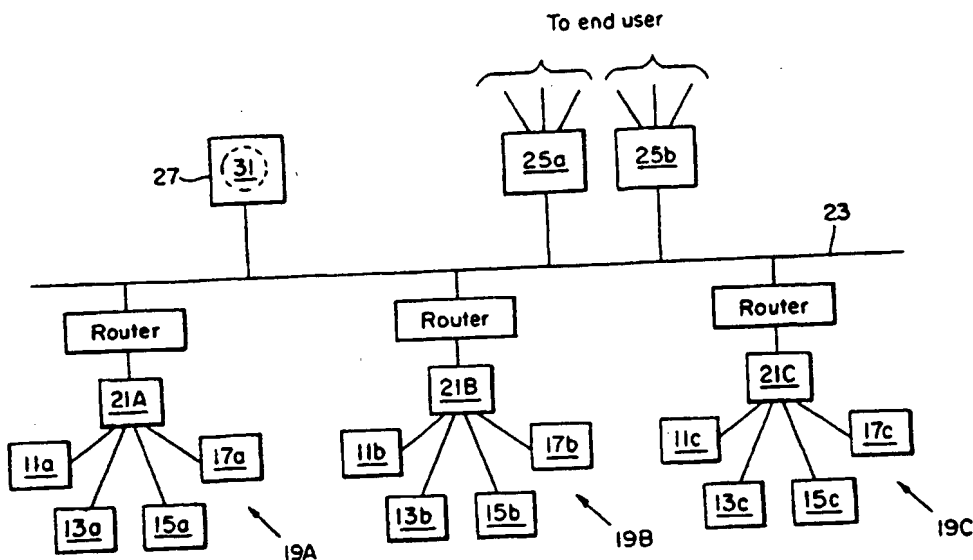 To end user
27
31
25a
25b
23
Router
Router
Router
21A
21B
21C
11a
17a
11b
17b
11c
17c
13a
15a
13b
15b
13c
15c
19A
19B
19C